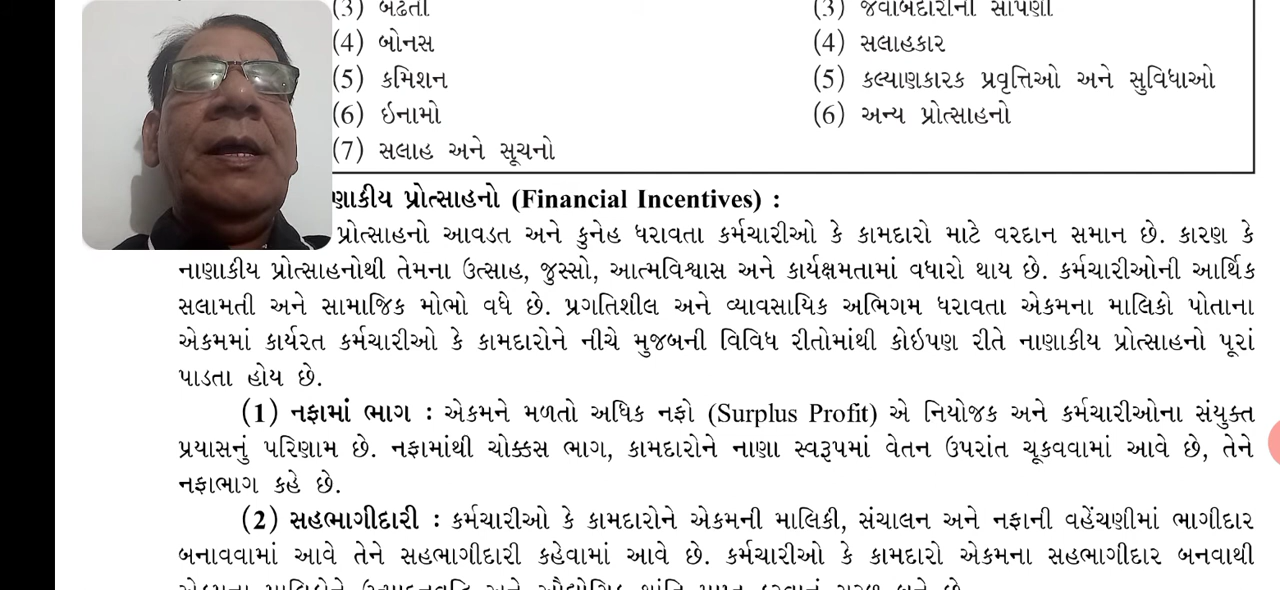 (3) બઢતી (3) જવાબદારીની સોંપણી
(4) બોનસ (4) સલાહકાર
(5) કમિશન (5) કલ્યાણકારક પ્રવૃત્તિઓ અને સુવિધાઓ
(6) ઇનામો (6) અન્ય પ્રોત્સાહનો
(7) સલાહ અને સૂચનો
ણાકીય પ્રોત્સાહનો (Financial Incentives) :
પ્રોત્સાહનો આવડત અને કુનેહ ધરાવતા કર્મચારીઓ કે કામદારો માટે વરદાન સમાન છે. કારણ કે
નાણાકીય પ્રોત્સાહનોથી તેમના ઉત્સાહ, જુસ્સો, આત્મવિશ્વાસ અને કાર્યક્ષમતામાં વધારો થાય છે. કર્મચારીઓની આર્થિક
સલામતી અને સામાજિક મોભો વધે છે. પ્રગતિશીલ અને વ્યાવસાયિક અભિગમ ધરાવતા એકમના માલિકો પોતાના
એકમમાં કાર્યરત કર્મચારીઓ કે કામદારોને નીચે મુજબની વિવિધ રીતોમાંથી કોઇપણ રીતે નાણાકીય પ્રોત્સાહનો પૂરાં
પાડતા હોય છે.
(1) નફામાં ભાગ : એકમને મળતો અધિક નફો (Surplus Profit) એ નિયોજક અને કર્મચારીઓના સંયુક્ત
પ્રયાસનું પરિણામ છે. નફામાંથી ચોક્કસ ભાગ, કામદારોને નાણા સ્વરૂપમાં વેતન ઉપરાંત ચૂકવવામાં આવે છે, તેને
નફાભાગ કહે છે.
(2) સહભાગીદારી : કર્મચારીઓ કે કામદારોને એકમની માલિકી, સંચાલન અને નફાની વહેંચણીમાં ભાગીદાર
બનાવવામાં આવે તેને સહભાગીદારી કહેવામાં આવે છે. કર્મચારીઓ કે કામદારો એકમના સહભાગીદાર બનવાથી